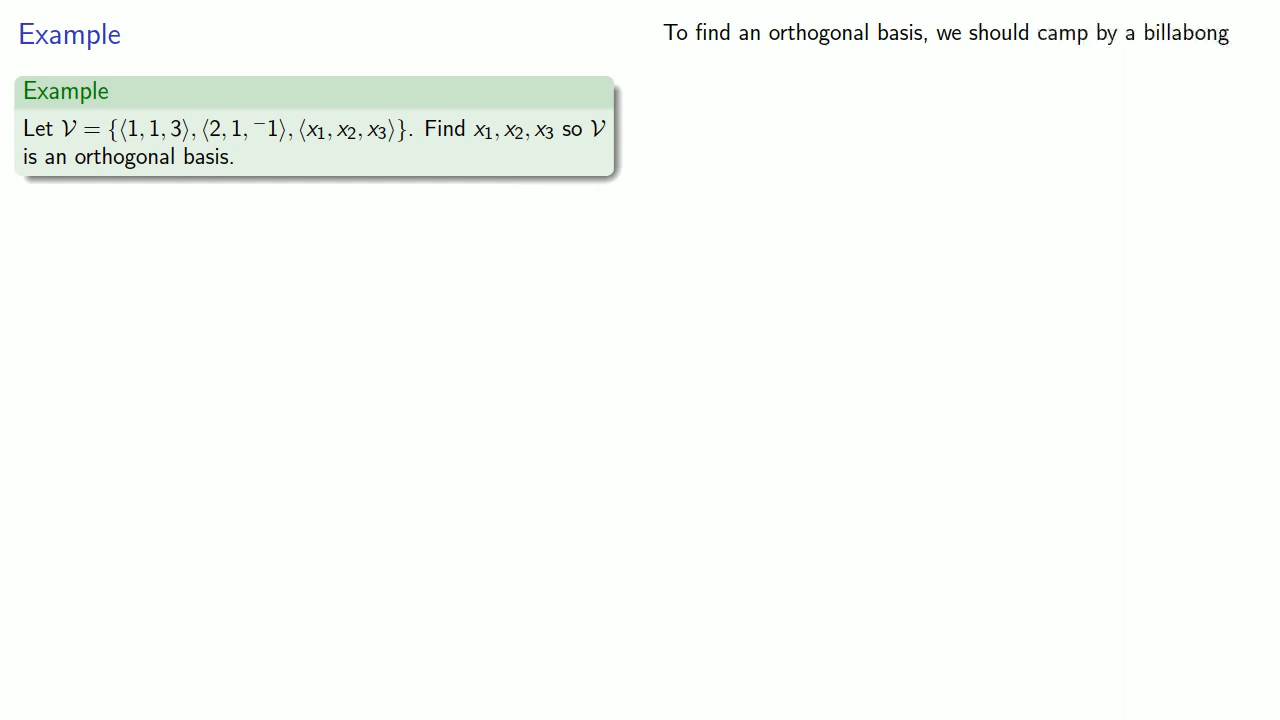 Example
Example
Let 𝒱 = {⟨1, 1, 3⟩, ⟨2, 1, ⁻1⟩, ⟨x₁, x₂, x₃⟩}. Find x₁, x₂, x₃ so 𝒱
is an orthogonal basis.
To find an orthogonal basis, we should camp by a billabong